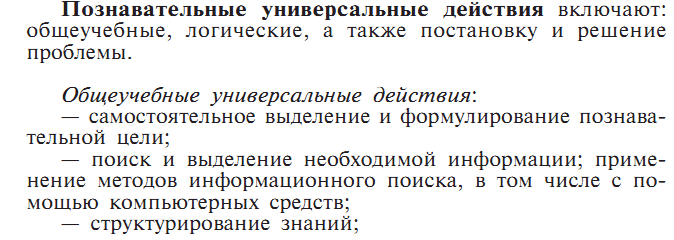 Познавательные универсальные действия включают:
общеучебные, логические, а также постановку и решение
проблемы.
Общеучебные универсальные действия:
— самостоятельное выделение и формулирование познава-
тельной цели;
— поиск и выделение необходимой информации; приме-
нение методов информационного поиска, в том числе с по-
мощью компьютерных средств;
— структурирование знаний;